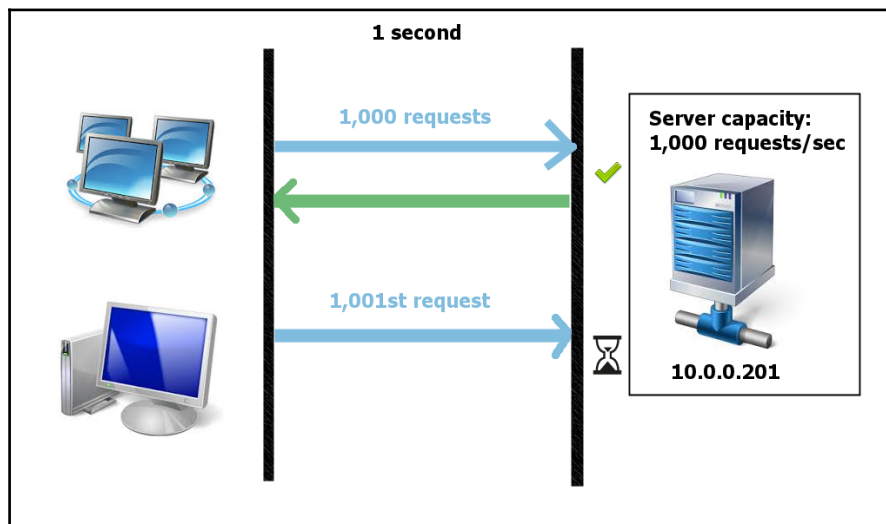 1 second
1,000 requests
Server capacity:
1,000 requests/sec
1,001st request
10.0.0.201